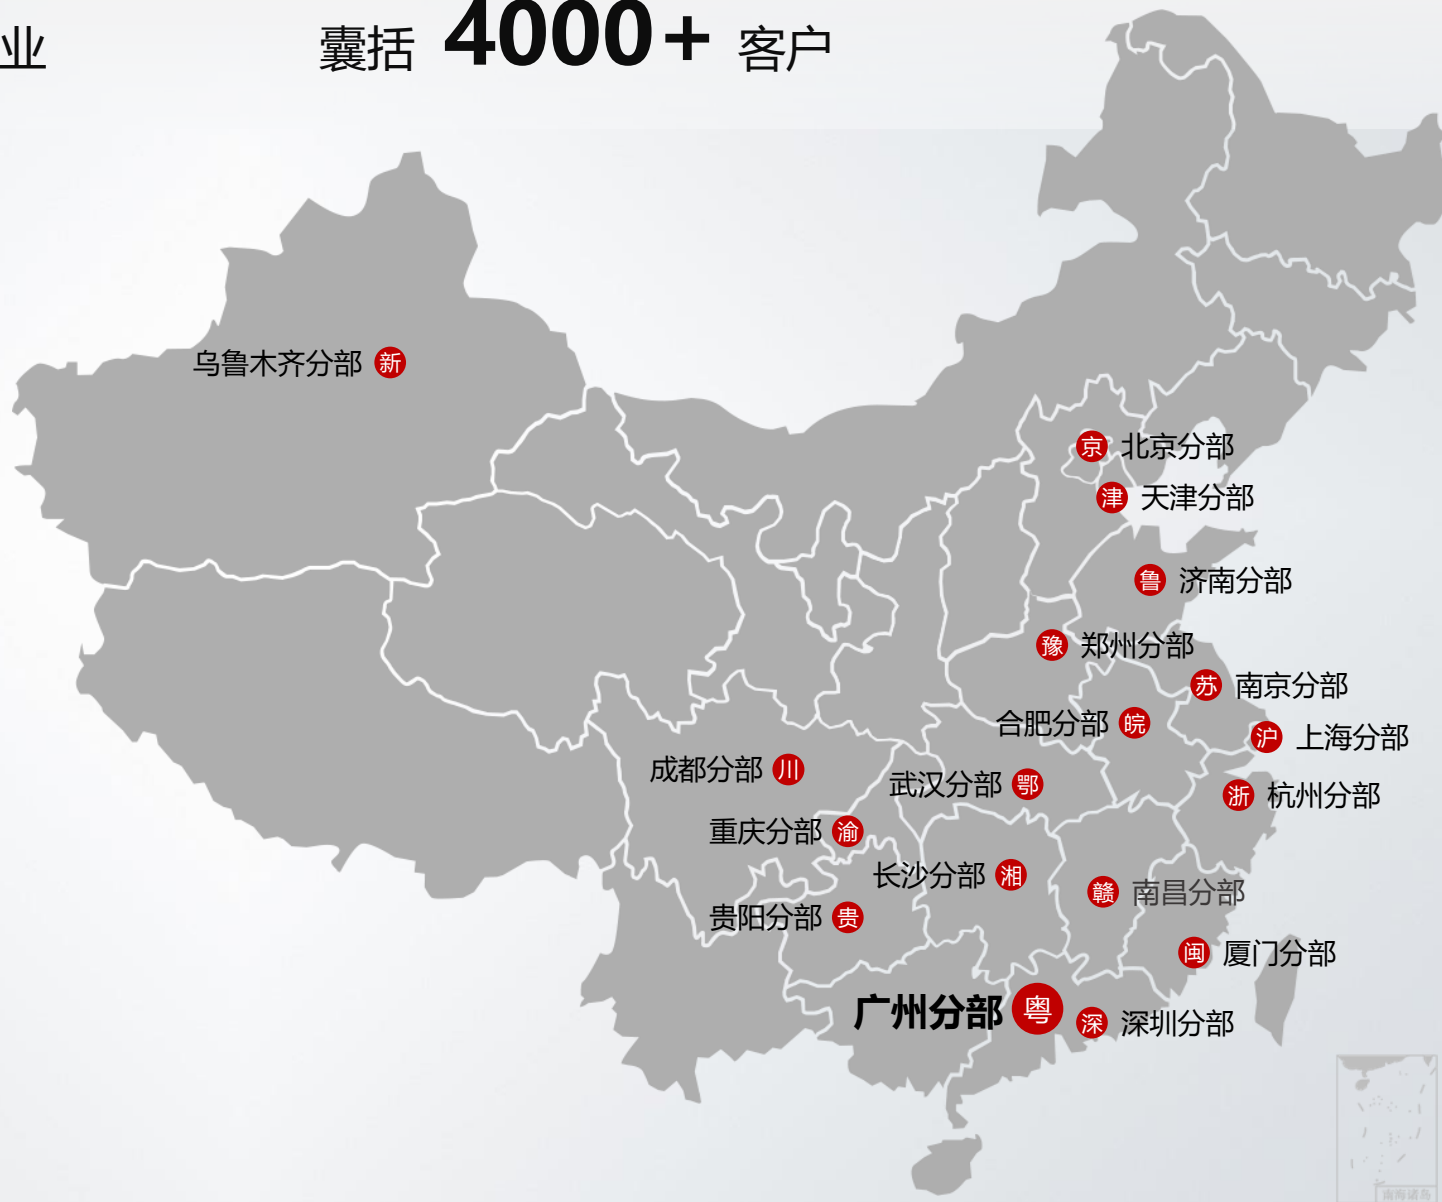 业
囊括 4000+ 客户
乌鲁木齐分部 新
京 北京分部
津 天津分部
鲁 济南分部
豫 郑州分部
苏 南京分部
合肥分部 皖
沪 上海分部
成都分部 川
武汉分部 鄂
浙 杭州分部
重庆分部 渝
长沙分部 湘
赣 南昌分部
贵阳分部 贵
闽 厦门分部
广州分部 粤
深 深圳分部
南海诸岛